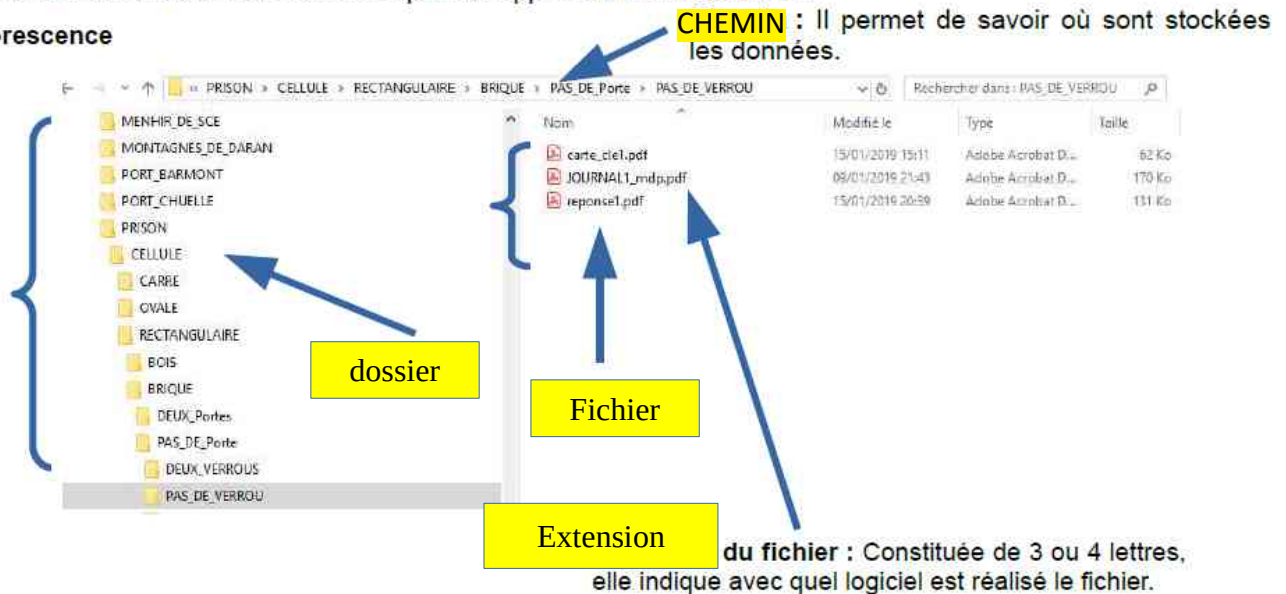 CHEMIN : Il permet de savoir où sont stockées
les données.
rescence
« PRISON > CELLULE > RECTANGULAIRE > BRIQUE > PAS_DE_Porte > PAS_DE_VERROU
Rechercher dans : PAS_DE_VERROU
MENHIR_DE_SCE
MONTAGNES_DE_DARAN
PORT_BARMONT
PORT_CHUELLE
PRISON
CELLULE
CARRE
OVALE
RECTANGULAIRE
BOIS
BRIQUE
DEUX_Portes
PAS_DE_Porte
DEUX_VERROUS
PAS_DE_VERROU
Nom Modifié le Type Taille
carte_cle1.pdf 15/01/2019 15:11 Adobe Acrobat D... 62 Ko
JOURNAL1_mdp.pdf 09/01/2019 21:43 Adobe Acrobat D... 170 Ko
reponse1.pdf 15/01/2019 20:39 Adobe Acrobat D... 131 Ko
dossier
Fichier
Extension du fichier : Constituée de 3 ou 4 lettres,
elle indique avec quel logiciel est réalisé le fichier.